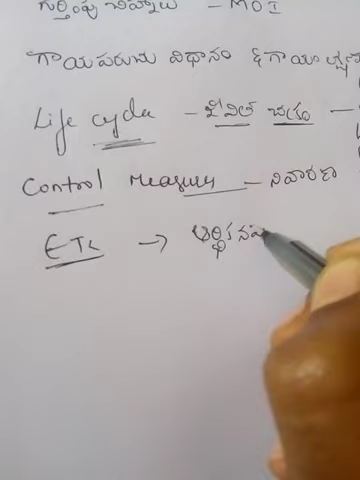 గుర్తింపు చిహ్నాలు - MOI
గాయపరుచు విధానం & గాయా లక్షణా
Life cycle - జీవిత చక్రం -
Control Measures - నివారణా
ETL → ఆర్థిక నష